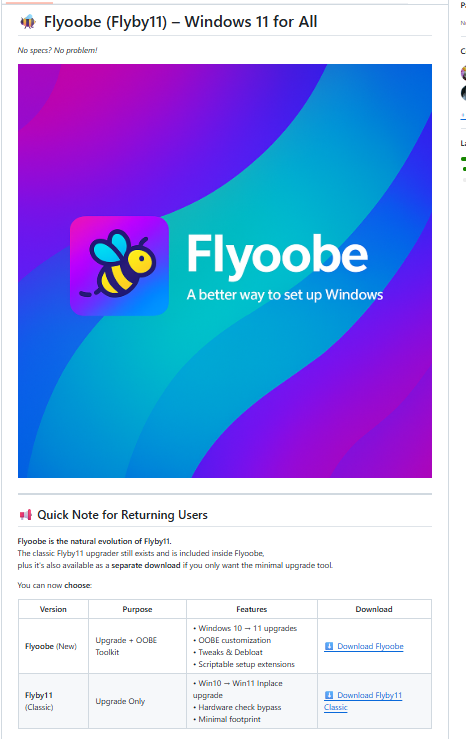 Flyoobe (Flyby11) – Windows 11 for All
No specs? No problem!
Flyoobe
A better way to set up Windows
Quick Note for Returning Users
Flyoobe is the natural evolution of Flyby11.
The classic Flyby11 upgrader still exists and is included inside Flyoobe,
plus it's also available as a separate download if you only want the minimal upgrade tool.
You can now choose:
Version Purpose Features Download
Flyoobe (New)
Upgrade + OOBE
Toolkit
• Windows 10 → 11 upgrades
• OOBE customization
• Tweaks & Debloat
• Scriptable setup extensions
Download Flyoobe
Flyby11
(Classic)
Upgrade Only
• Win10 → Win11 Inplace
upgrade
• Hardware check bypass
• Minimal footprint
Download Flyby11
Classic